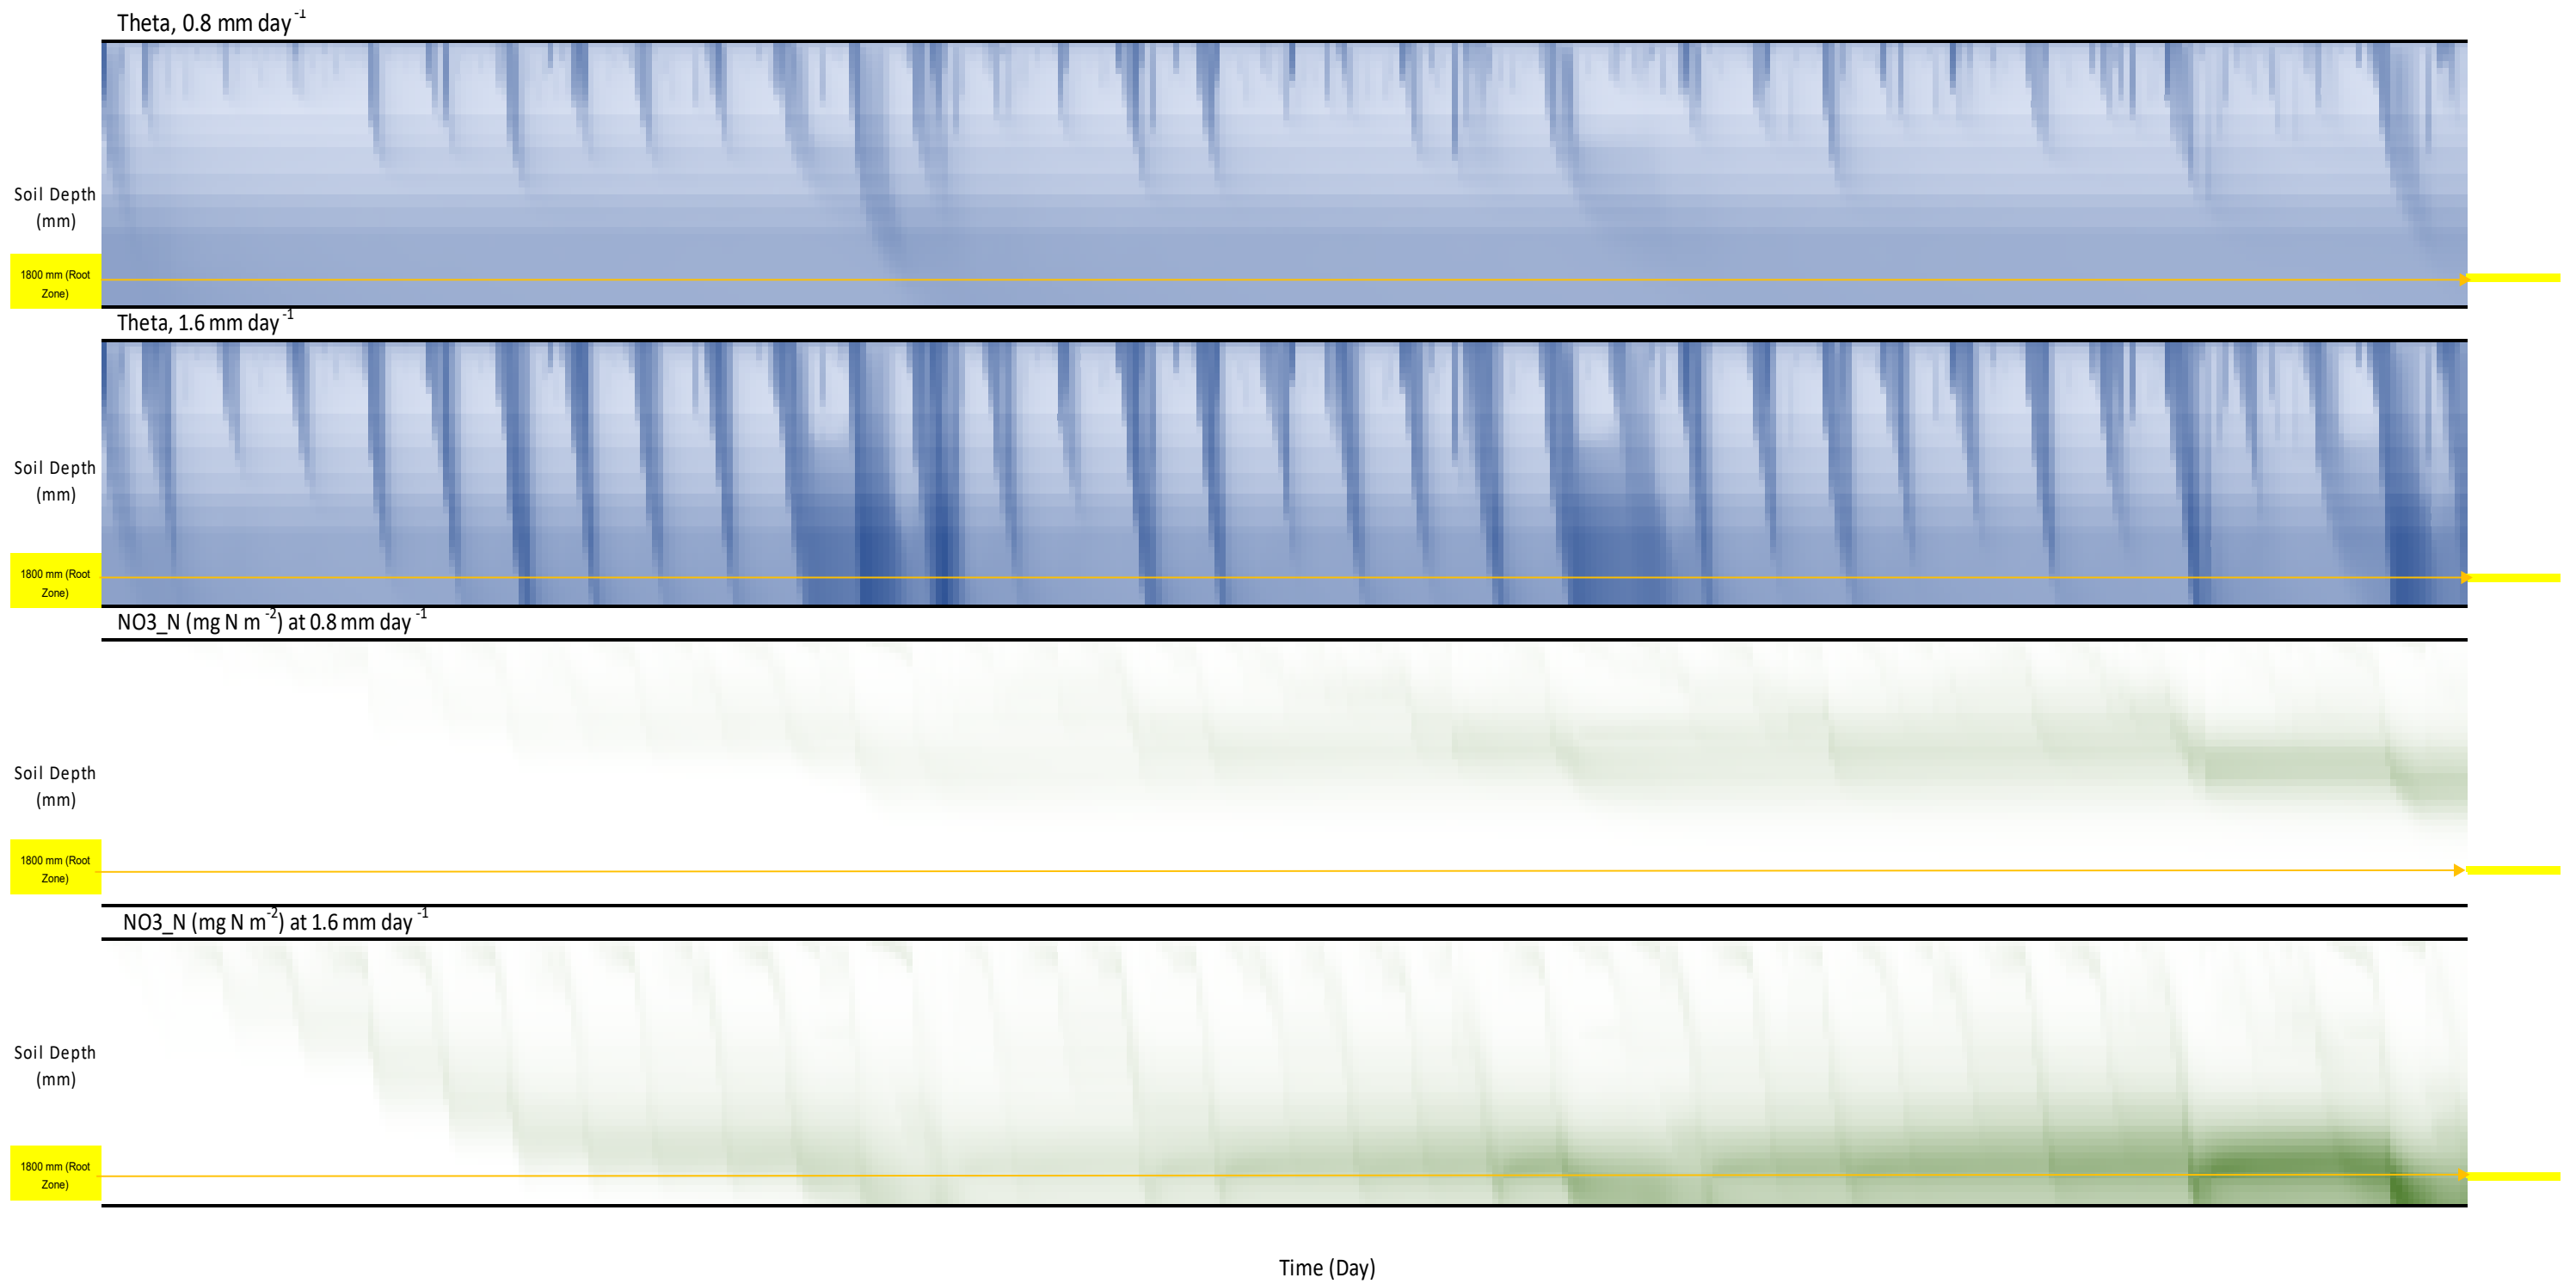 Theta, 0.8 mm day -1
Soil Depth
(mm)
1800 mm (Root
Zone)
Theta, 1.6 mm day -1
Soil Depth
(mm)
1800 mm (Root
Zone)
NO3_N (mg N m -2) at 0.8 mm day -1
Soil Depth
(mm)
1800 mm (Root
Zone)
NO3_N (mg N m-2) at 1.6 mm day -1
Soil Depth
(mm)
1800 mm (Root
Zone)
Time (Day)